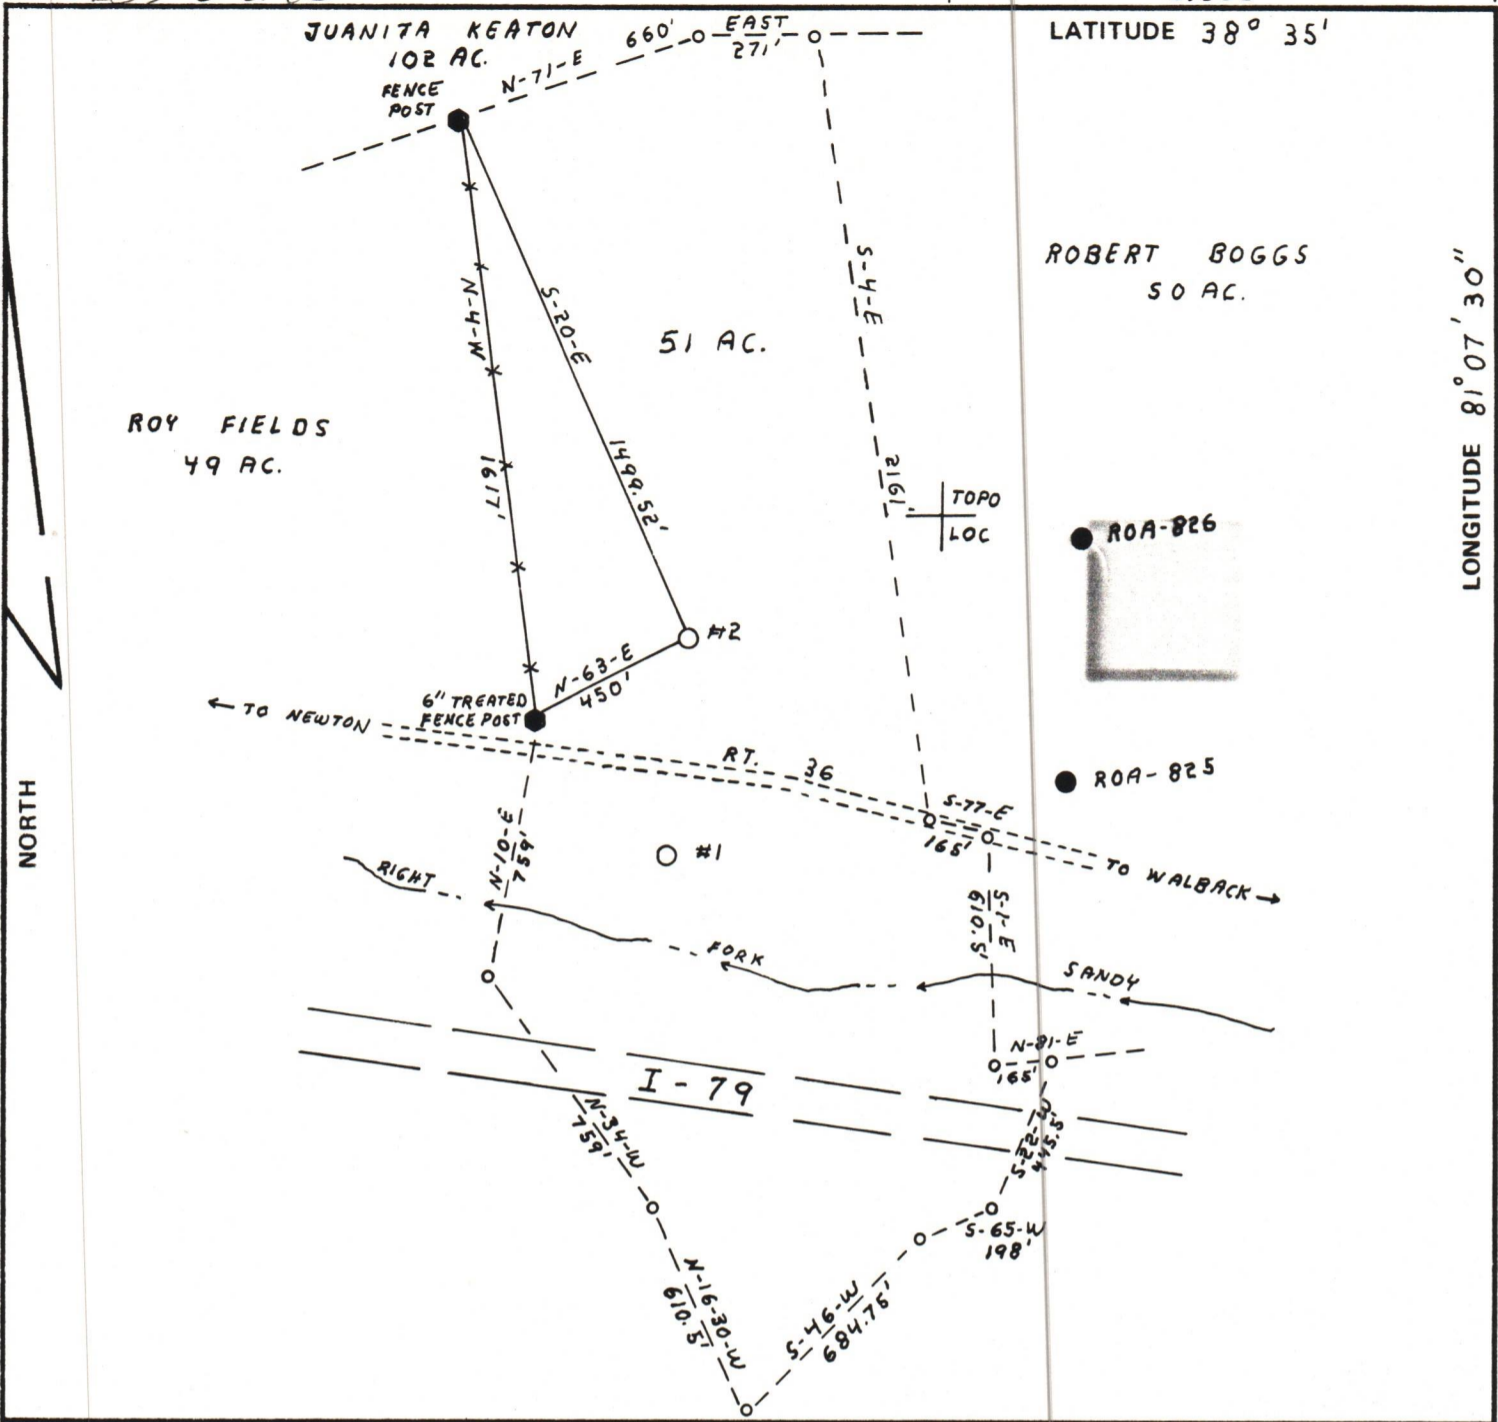 JUANITA KEATON
102 AC.
660'
EAST
271'
LATITUDE 38° 35'
N-71-E
FENCE
POST
ROBERT BOGGS
50 AC.
LONGITUDE 81° 07' 30"
S-4-E
2161'
N-4-W
1617'
S-20-E
1499.52'
51 AC.
ROY FIELDS
49 AC.
TOPO
LOC
ROA-826
#2
N-63-E
450'
6" TREATED
FENCE POST
TO NEWTON
RT. 36
ROA-825
S-77-E
165'
TO WALBACK
NORTH
N-10-E
759'
#1
RIGHT
FORK
SANDY
S-1-E
610.5'
N-81-E
165'
I-79
N-34-W
759'
S-22-W
445.5'
S-65-W
198'
N-16-30-W
610.5'
S-46-W
684.75'